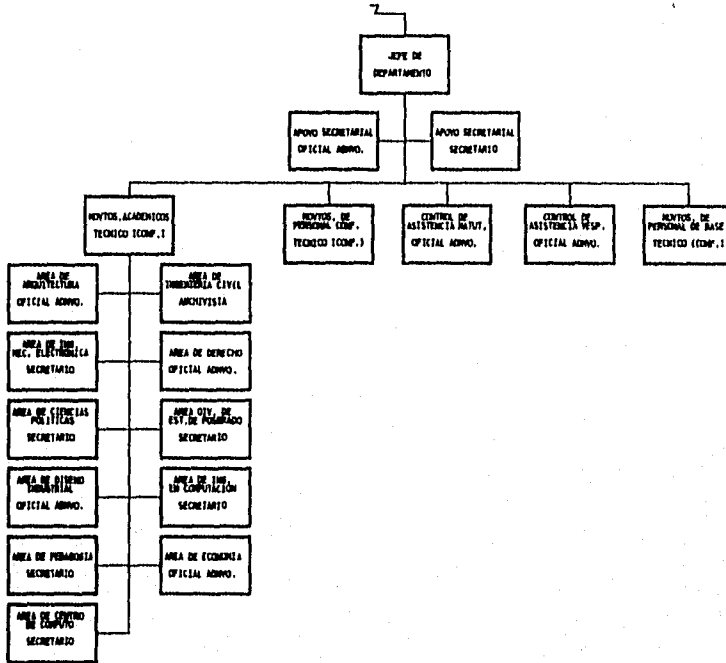 JEFE DE
DEPARTAMENTO
APOYO SECRETARIAL
OFICIAL ADMVO.
APOYO SECRETARIAL
SECRETARIO
MOVTOS. ACADEMICOS
TECNICO (CONF.)
MOVTOS. DE
PERSONAL CONF.
TECNICO (CONF.)
CONTROL DE
ASISTENCIA MATUT.
OFICIAL ADMVO.
CONTROL DE
ASISTENCIA VESP.
OFICIAL ADMVO.
MOVTOS. DE
PERSONAL DE BASE
TECNICO (CONF.)
AREA DE
ARQUITECTURA
OFICIAL ADMVO.
AREA DE
INGENIERIA CIVIL
ARCHIVISTA
AREA DE ING.
MEC. ELECTRONICA
SECRETARIO
AREA DE DERECHO
OFICIAL ADMVO.
AREA DE CIENCIAS
POLITICAS
SECRETARIO
AREA DIV. DE
EST. DE POSGRADO
SECRETARIO
AREA DE DISENO
INDUSTRIAL
OFICIAL ADMVO.
AREA DE ING.
EN COMPUTACION
SECRETARIO
AREA DE PEDAGOGIA
SECRETARIO
AREA DE ECONOMIA
OFICIAL ADMVO.
AREA DE CENTRO
DE COMPUTO
SECRETARIO